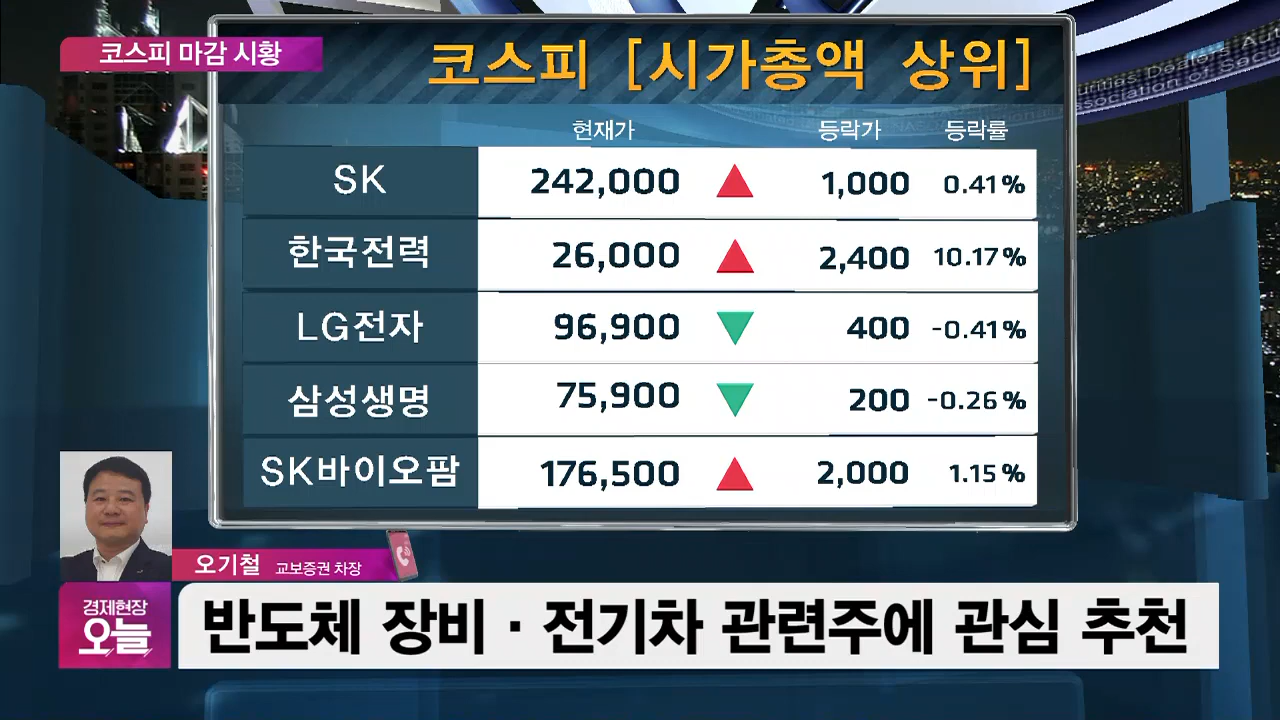 코스피 마감 시황
코스피 [시가총액 상위]
현재가 등락가 등락률
SK 242,000 ▲ 1,000 0.41%
한국전력 26,000 ▲ 2,400 10.17%
LG전자 96,900 ▼ 400 -0.41%
삼성생명 75,900 ▼ 200 -0.26%
SK바이오팜 176,500 ▲ 2,000 1.15%
오기철 교보증권 차장
경제현장
오늘
반도체 장비·전기차 관련주에 관심 추천